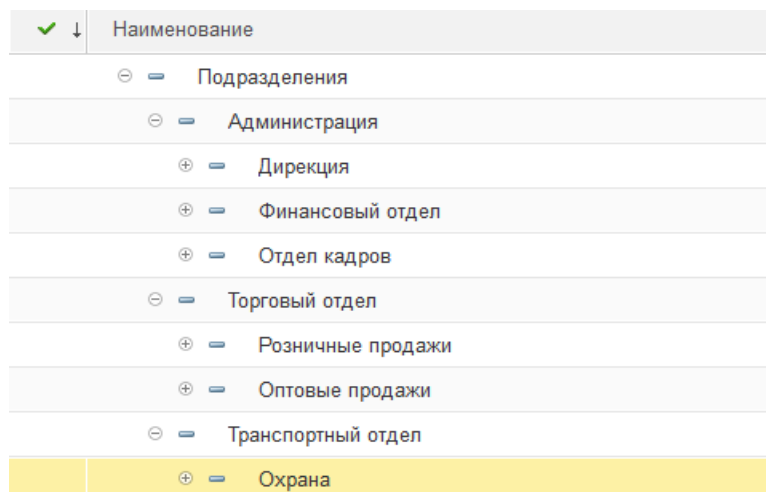 Наименование
Подразделения
Администрация
Дирекция
Финансовый отдел
Отдел кадров
Торговый отдел
Розничные продажи
Оптовые продажи
Транспортный отдел
Охрана